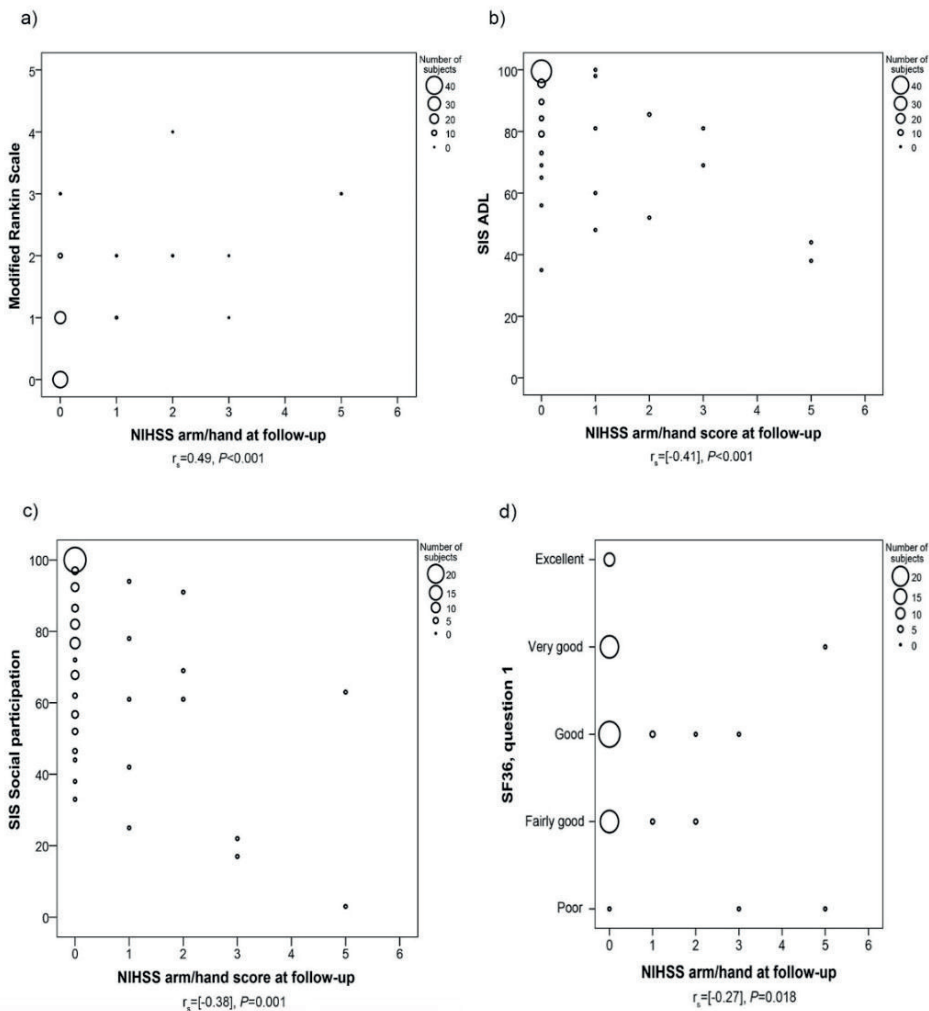 a)
Number of
subjects
40
30
20
10
0
Modified Rankin Scale
5
4
3
2
1
0
0 1 2 3 4 5 6
NIHSS arm/hand at follow-up
rs=0.49, P<0.001
b)
Number of
subjects
40
30
20
10
0
SIS ADL
100
80
60
40
20
0
0 1 2 3 4 5 6
NIHSS arm/hand score at follow-up
rs=[-0.41], P<0.001
c)
Number of
subjects
20
15
10
5
0
SIS Social participation
100
80
60
40
20
0
0 1 2 3 4 5 6
NIHSS arm/hand score at follow-up
rs=[-0.38], P=0.001
d)
Number of
subjects
20
15
10
5
0
SF36, question 1
Excellent
Very good
Good
Fairly good
Poor
0 1 2 3 4 5 6
NIHSS arm/hand at follow-up
rs=[-0.27], P=0.018